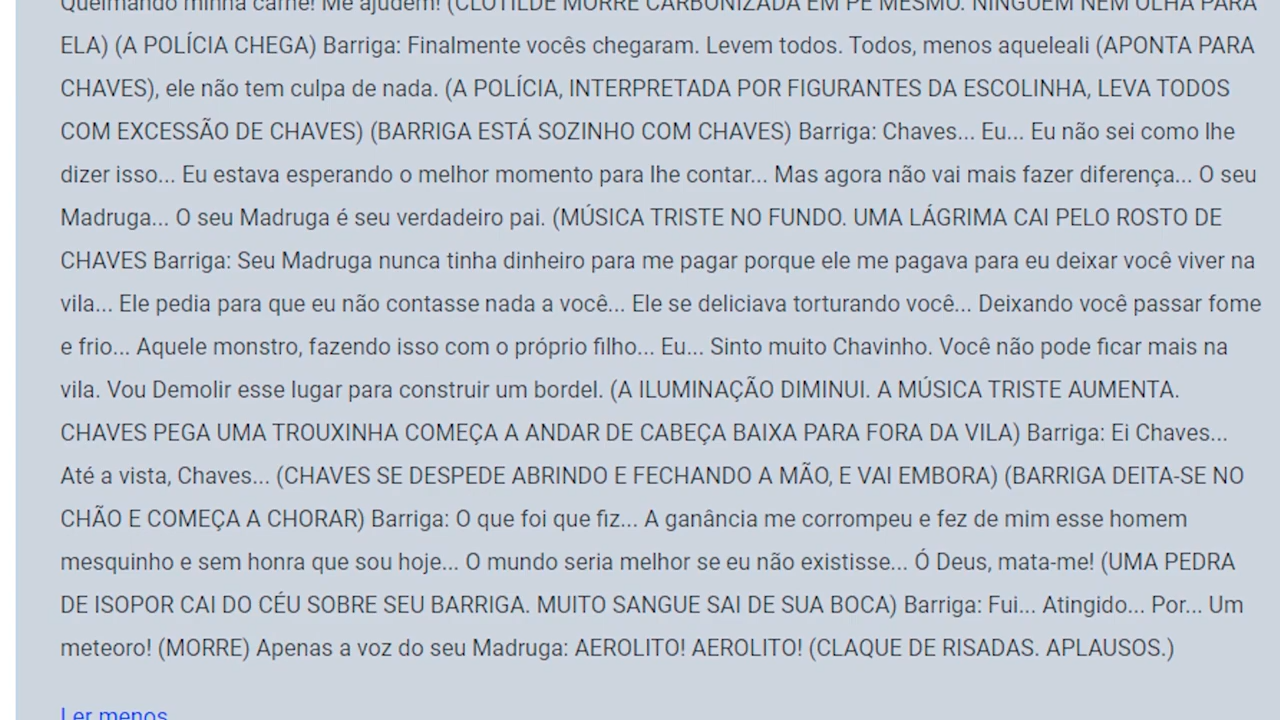 Queimando minha carne! Me ajudem! (CLOTILDE MORRE CARBONIZADA EM PÉ MESMO. NINGUÉM NEM OLHA PARA
ELA) (A POLÍCIA CHEGA) Barriga: Finalmente vocês chegaram. Levem todos. Todos, menos aqueleali (APONTA PARA
CHAVES), ele não tem culpa de nada. (A POLÍCIA, INTERPRETADA POR FIGURANTES DA ESCOLINHA, LEVA TODOS
COM EXCESSÃO DE CHAVES) (BARRIGA ESTÁ SOZINHO COM CHAVES) Barriga: Chaves... Eu... Eu não sei como lhe
dizer isso... Eu estava esperando o melhor momento para lhe contar... Mas agora não vai mais fazer diferença... O seu
Madruga... O seu Madruga é seu verdadeiro pai. (MÚSICA TRISTE NO FUNDO. UMA LÁGRIMA CAI PELO ROSTO DE
CHAVES Barriga: Seu Madruga nunca tinha dinheiro para me pagar porque ele me pagava para eu deixar você viver na
vila... Ele pedia para que eu não contasse nada a você... Ele se deliciava torturando você... Deixando você passar fome
e frio... Aquele monstro, fazendo isso com o próprio filho... Eu... Sinto muito Chavinho. Você não pode ficar mais na
vila. Vou Demolir esse lugar para construir um bordel. (A ILUMINAÇÃO DIMINUI. A MÚSICA TRISTE AUMENTA.
CHAVES PEGA UMA TROUXINHA COMEÇA A ANDAR DE CABEÇA BAIXA PARA FORA DA VILA) Barriga: Ei Chaves...
Até a vista, Chaves... (CHAVES SE DESPEDE ABRINDO E FECHANDO A MÃO, E VAI EMBORA) (BARRIGA DEITA-SE NO
CHÃO E COMEÇA A CHORAR) Barriga: O que foi que fiz... A ganância me corrompeu e fez de mim esse homem
mesquinho e sem honra que sou hoje... O mundo seria melhor se eu não existisse... Ó Deus, mata-me! (UMA PEDRA
DE ISOPOR CAI DO CÉU SOBRE SEU BARRIGA. MUITO SANGUE SAI DE SUA BOCA) Barriga: Fui... Atingido... Por... Um
meteoro! (MORRE) Apenas a voz do seu Madruga: AEROLITO! AEROLITO! (CLAQUE DE RISADAS. APLAUSOS.)
Ler menos